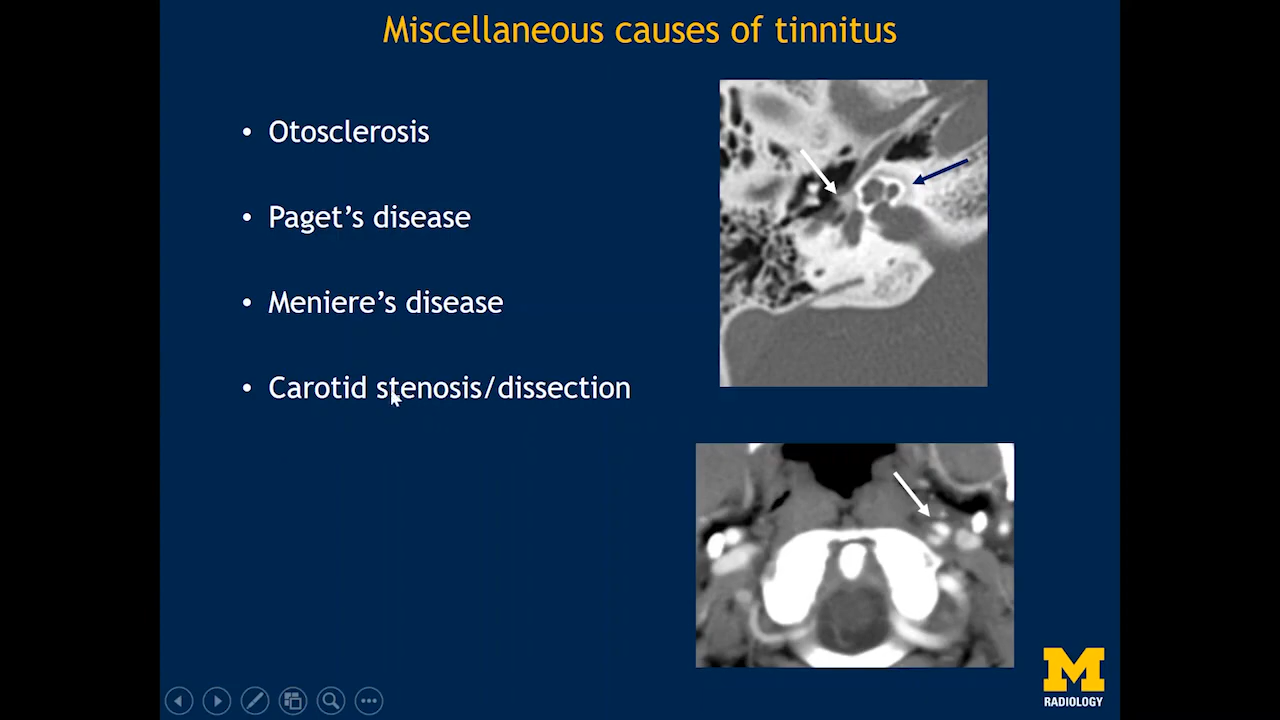 Miscellaneous causes of tinnitus
• Otosclerosis
• Paget's disease
• Meniere's disease
• Carotid stenosis/dissection
M
RADIOLOGY